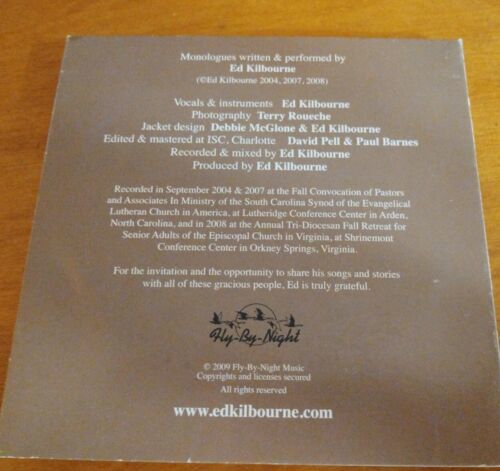 Monologues written & performed by
Ed Kilbourne
(©Ed Kilbourne 2004, 2007, 2008)
Vocals & instruments Ed Kilbourne
Photography Terry Roueche
Jacket design Debbie McGlone & Ed Kilbourne
Edited & mastered at ISC, Charlotte David Pell & Paul Barnes
Recorded & mixed by Ed Kilbourne
Produced by Ed Kilbourne
Recorded in September 2004 & 2007 at the Fall Convocation of Pastors
and Associates In Ministry of the South Carolina Synod of the Evangelical
Lutheran Church in America, at Lutheridge Conference Center in Arden,
North Carolina, and in 2008 at the Annual Tri-Diocesan Fall Retreat for
Senior Adults of the Episcopal Church in Virginia, at Shrinemont
Conference Center in Orkney Springs, Virginia.
For the invitation and the opportunity to share his songs and stories
with all of these gracious people, Ed is truly grateful.
Fly-By-Night
© 2009 Fly-By-Night Music
Copyrights and licenses secured
All rights reserved
www.edkilbourne.com